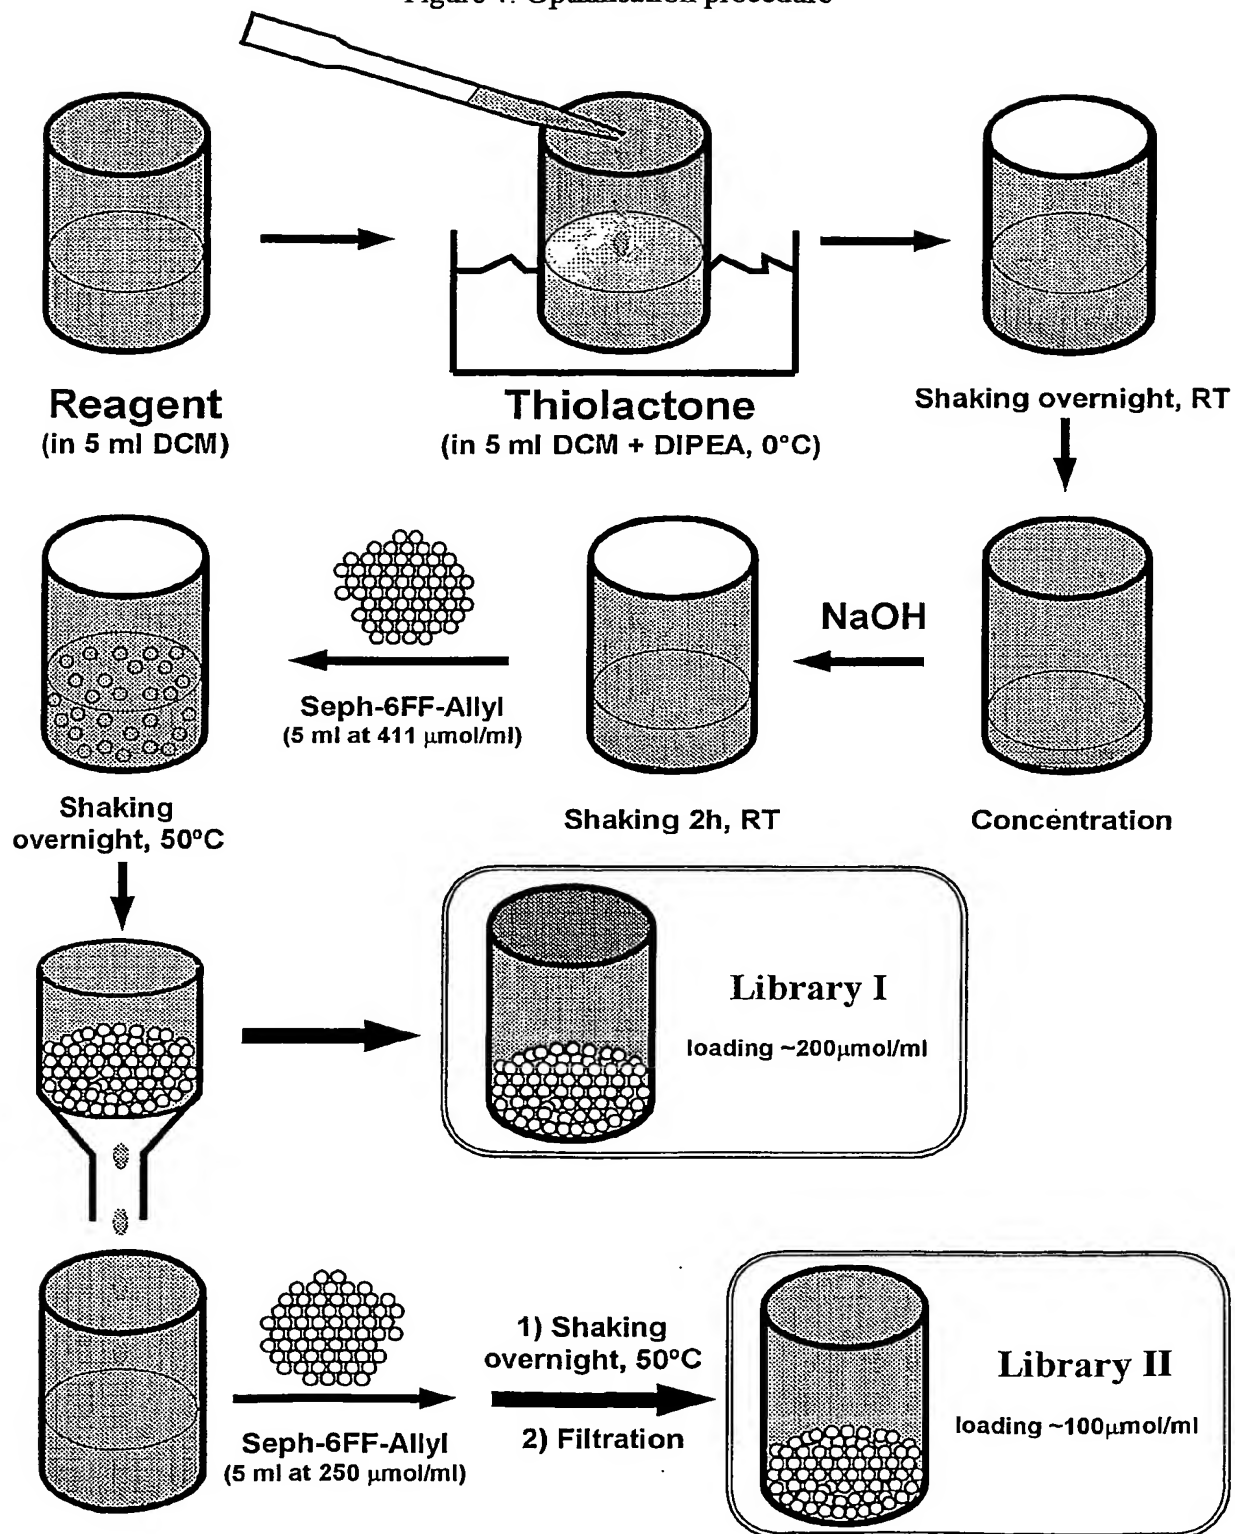 Optimisation procedure
Reagent
(in 5 ml DCM)
Thiolactone
(in 5 ml DCM + DIPEA, 0°C)
Shaking overnight, RT
NaOH
Seph-6FF-Allyl
(5 ml at 411 μmol/ml)
Shaking
overnight, 50°C
Shaking 2h, RT
Concentration
Library I
loading ~200μmol/ml
1) Shaking
overnight, 50°C
2) Filtration
Seph-6FF-Allyl
(5 ml at 250 μmol/ml)
Library II
loading ~100μmol/ml